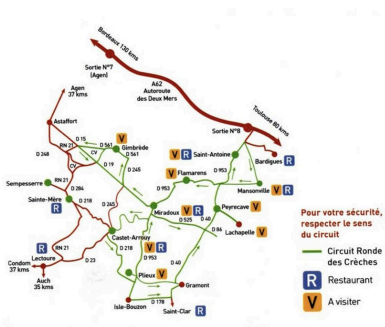 Bordeaux 130 kms
Sortie N°7
(Agen)
A62
Autoroute
des Deux Mers
Toulouse 80 kms
Agen
37 kms
Sortie N°8
Astaffort
D 15
RN 21
D 561
V
Gimbrède
D 561
V R Saint-Antoine
Bardigues R
D 248
CV
CV
D 19
D 245
D 953
V Flamarens
Sempesserre
RN 21
D 284
D 953
Mansonville V R
Sainte-Mère
R
D 218
D 245
Miradoux V R
Peyrecave V
D 525
D 40
D 84
Lachapelle V
Castet-Arrouy
R
Lectoure
RN 21
D 23
D 218
V R
D 953
D 40
Condom
37 kms
Auch
35 kms
Plieux V
Gramont
V
Isle-Bouzon
D 178
Saint-Clar R
Pour votre sécurité,
respecter le sens
du circuit
Circuit Ronde
des Crèches
R Restaurant
V A visiter